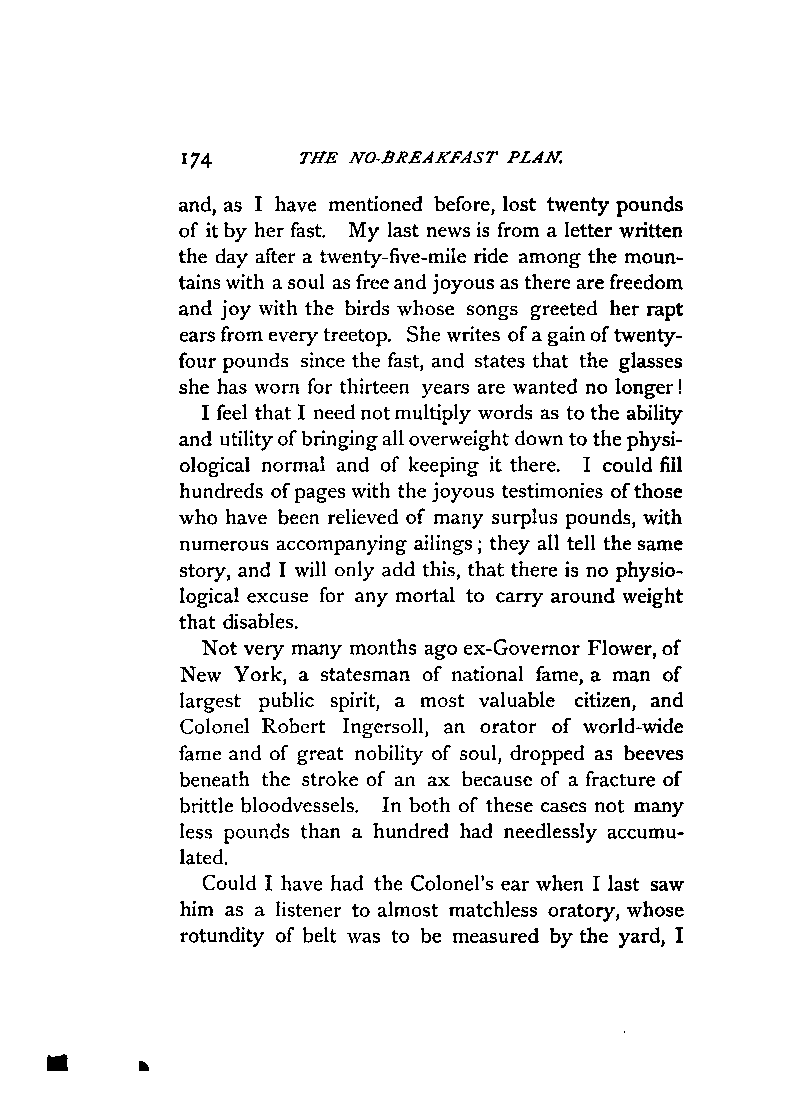 174 THE NO-BREAKFAST PLAN.
and, as I have mentioned before, lost twenty pounds
of it by her fast. My last news is from a letter written
the day after a twenty-five-mile ride among the moun-
tains with a soul as free and joyous as there are freedom
and joy with the birds whose songs greeted her rapt
ears from every treetop. She writes of a gain of twenty-
four pounds since the fast, and states that the glasses
she has worn for thirteen years are wanted no longer!
I feel that I need not multiply words as to the ability
and utility of bringing all overweight down to the physi-
ological normal and of keeping it there. I could fill
hundreds of pages with the joyous testimonies of those
who have been relieved of many surplus pounds, with
numerous accompanying ailings; they all tell the same
story, and I will only add this, that there is no physio-
logical excuse for any mortal to carry around weight
that disables.
Not very many months ago ex-Governor Flower, of
New York, a statesman of national fame, a man of
largest public spirit, a most valuable citizen, and
Colonel Robert Ingersoll, an orator of world-wide
fame and of great nobility of soul, dropped as beeves
beneath the stroke of an ax because of a fracture of
brittle bloodvessels. In both of these cases not many
less pounds than a hundred had needlessly accumu-
lated.
Could I have had the Colonel's ear when I last saw
him as a listener to almost matchless oratory, whose
rotundity of belt was to be measured by the yard, I